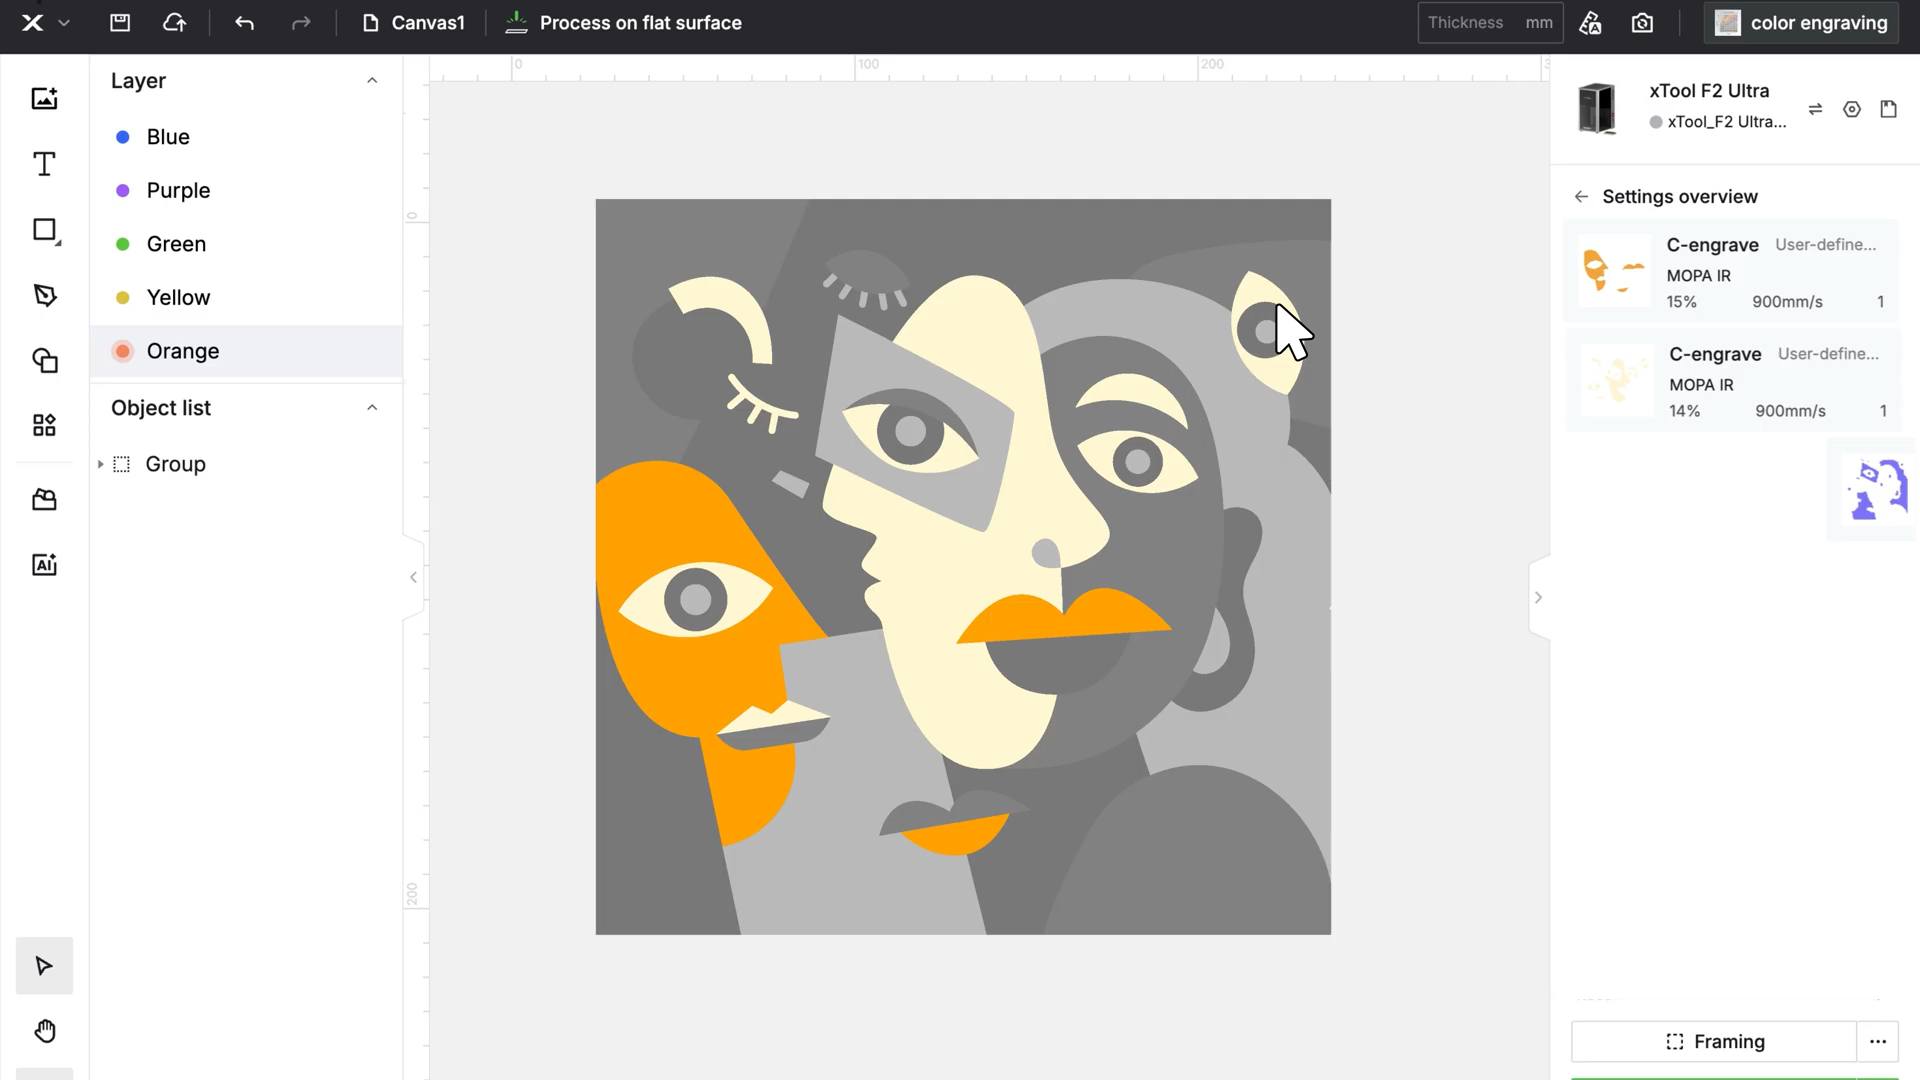 Canvas1
Process on flat surface
Thickness mm
color engraving
Layer
Blue
Purple
Green
Yellow
Orange
Object list
Group
0
100
200
0
200
xTool F2 Ultra
xTool_F2 Ultra...
Settings overview
C-engrave User-define...
MOPA IR
15% 900mm/s 1
C-engrave User-define...
MOPA IR
14% 900mm/s 1
Framing
AI